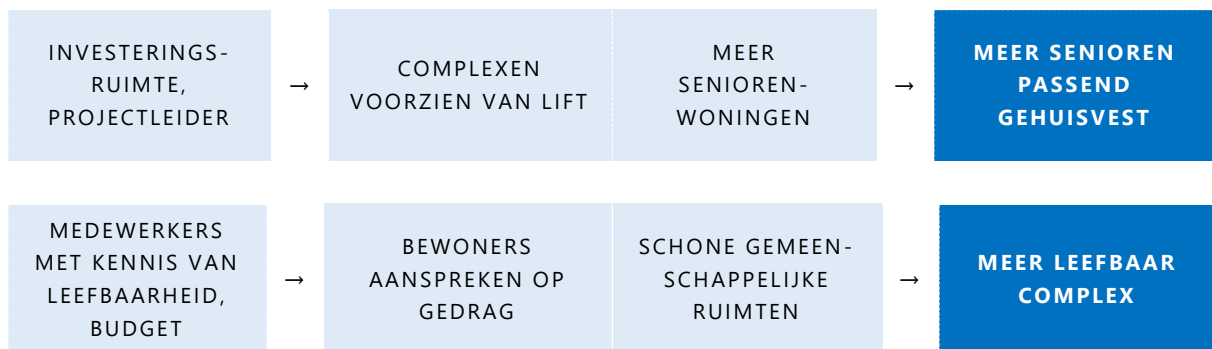 INVESTERINGS-
RUIMTE,
PROJECTLEIDER
→
COMPLEXEN
VOORZIEN VAN LIFT
MEER
SENIOREN-
WONINGEN
→
MEER SENIOREN
PASSEND
GEHUISVEST
MEDEWERKERS
MET KENNIS VAN
LEEFBAARHEID,
BUDGET
→
BEWONERS
AANSPREKEN OP
GEDRAG
SCHONE GEMEEN-
SCHAPPELIJKE
RUIMTEN
→
MEER LEEFBAAR
COMPLEX